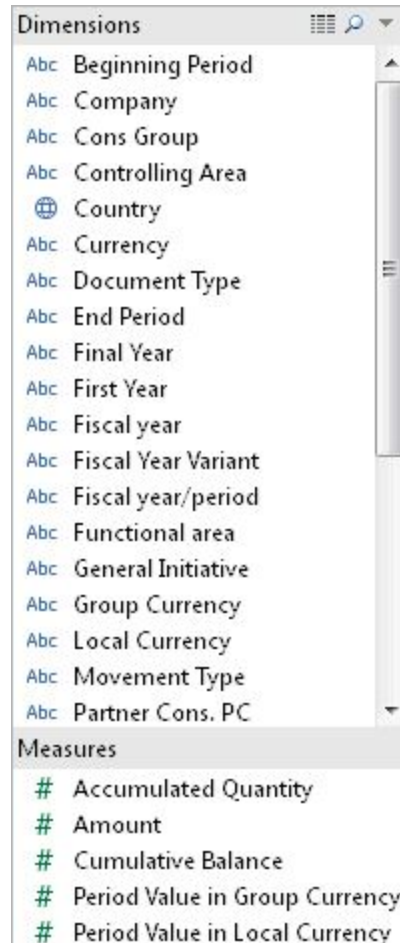 Dimensions
Abc Beginning Period
Abc Company
Abc Cons Group
Abc Controlling Area
Country
Abc Currency
Abc Document Type
Abc End Period
Abc Final Year
Abc First Year
Abc Fiscal year
Abc Fiscal Year Variant
Abc Fiscal year/period
Abc Functional area
Abc General Initiative
Abc Group Currency
Abc Local Currency
Abc Movement Type
Abc Partner Cons. PC
Measures
# Accumulated Quantity
# Amount
# Cumulative Balance
# Period Value in Group Currency
# Period Value in Local Currency